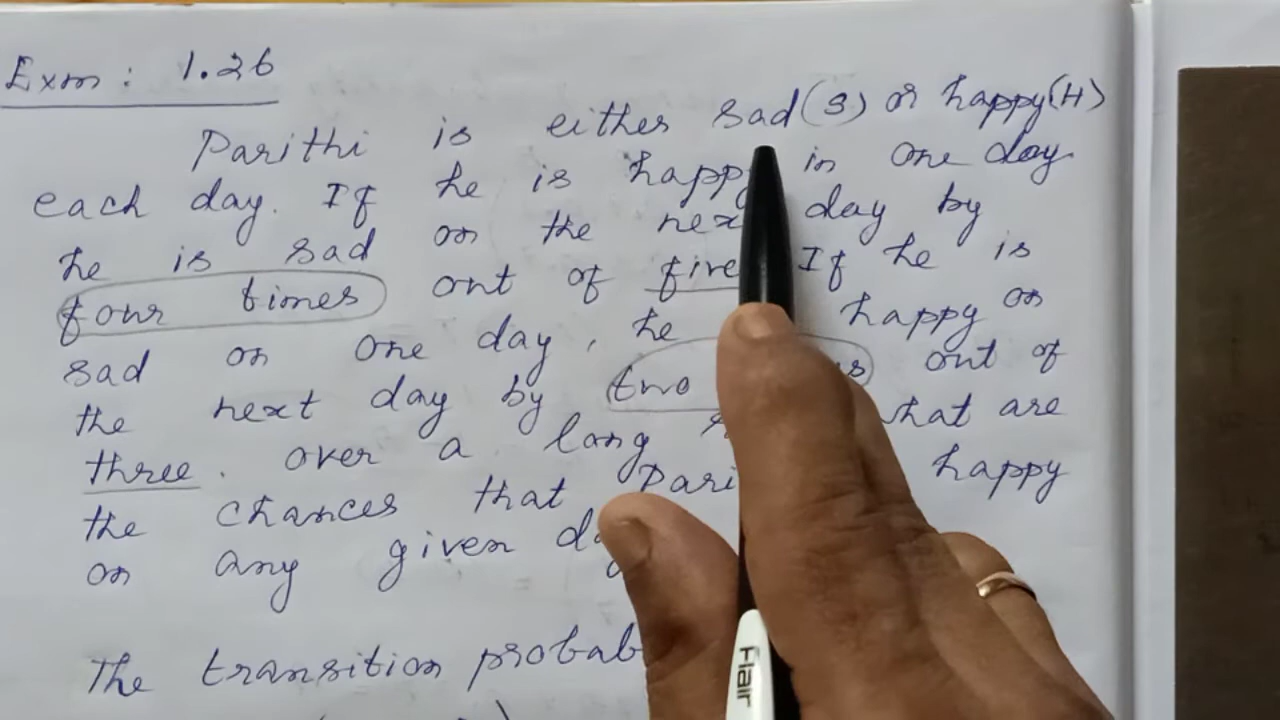 Exm: 1.26
Parithi is either sad(S) or happy(H)
each day. If he is happy in one day
he is sad on the next day by
four times out of five If he is
sad on one day, he happy on
the next day by two out of
three. over a long what are
the chances that Pari happy
on any given
The transition probab
Flair